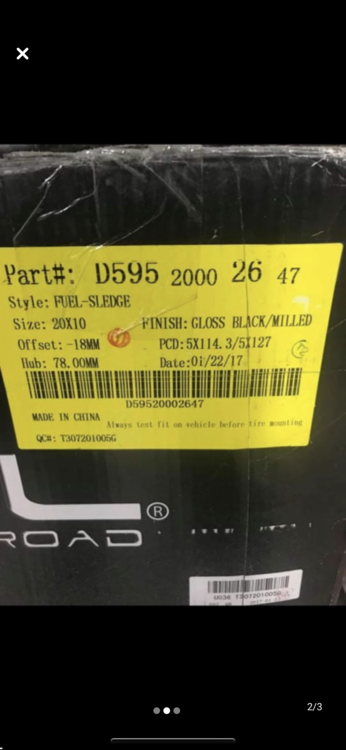 Part#: D595 2000 26 47
Style: FUEL-SLEDGE
Size: 20X10 FINISH: GLOSS BLACK/MILLED
Offset: -18MM PCD: 5X114.3/5X127
Hub: 78.00MM Date: 01/22/17
D59520002647
MADE IN CHINA
Always test fit on vehicle before tire mounting
QC#: T307201005G
L®
ROAD
T307201005G
2/3